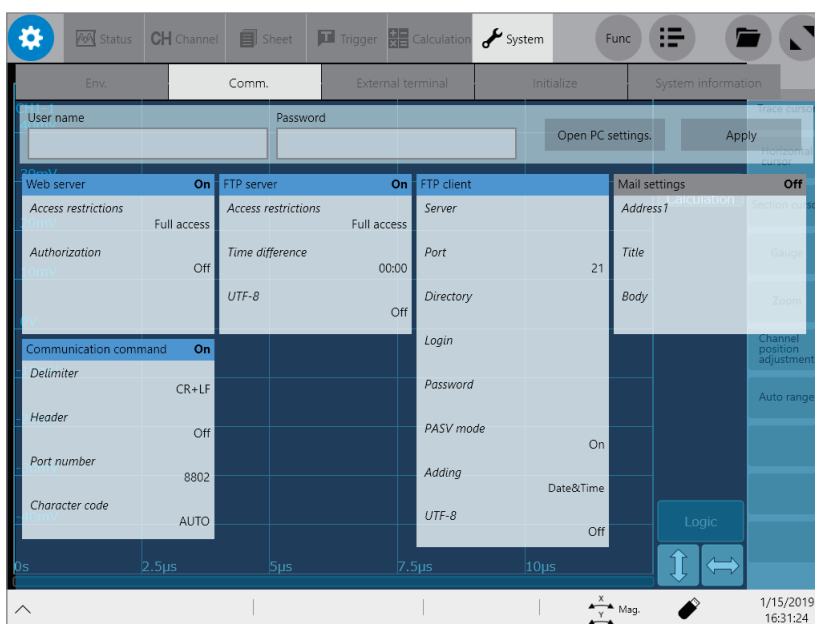 Status
CH Channel
Sheet
Trigger
Calculation
System
Func
Env.
Comm.
External terminal
Initialize
System information
CH1-1
Trace cursor
User name
Password
Open PC settings.
Apply
Horizontal
cursor
Web server On
Access restrictions
Full access
Authorization
Off
FTP server On
Access restrictions
Full access
Time difference
00:00
UTF-8
Off
FTP client
Server
Port
21
Directory
Login
Password
PASV mode
On
Adding
Date&Time
UTF-8
Off
Mail settings Off
Address1
Title
Body
Calculation
Section cursor
Gauge
Zoom
Channel
position
adjustment
Auto range
Communication command On
Delimiter
CR+LF
Header
Off
Port number
8802
Character code
AUTO
Logic
0s
2.5μs
5μs
7.5μs
10μs
X
Y
Mag.
1/15/2019
16:31:24